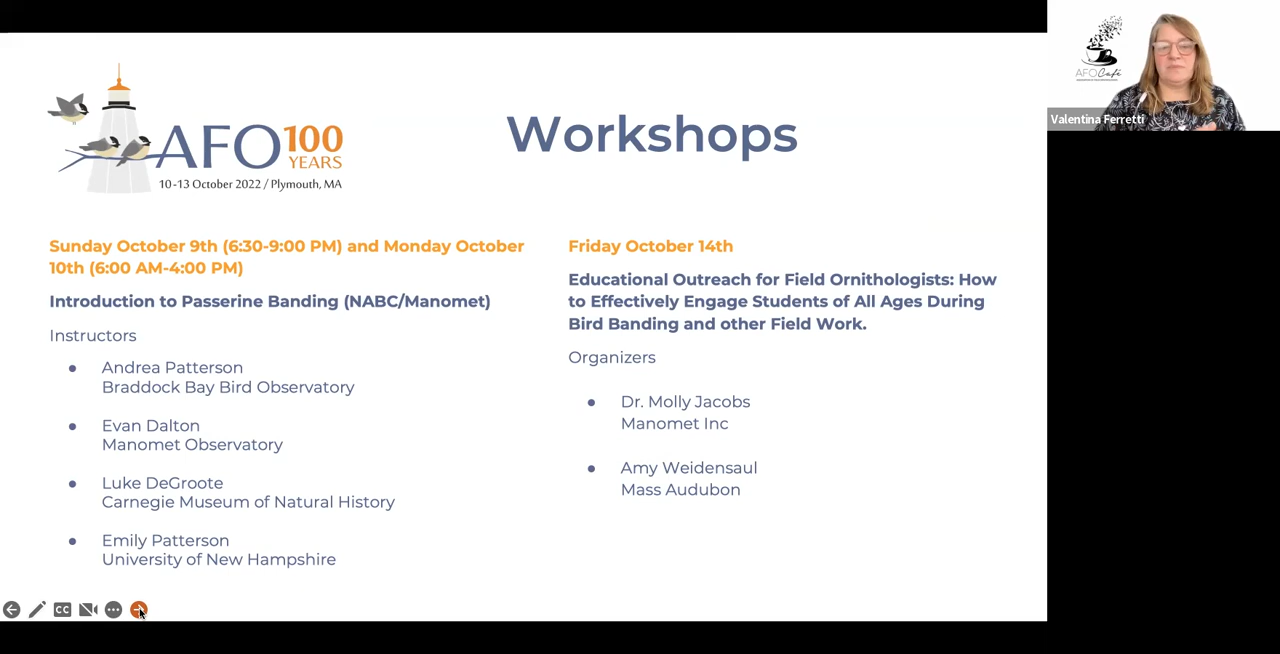 AFO 100
YEARS
10-13 October 2022 / Plymouth, MA
Workshops
Sunday October 9th (6:30-9:00 PM) and Monday October
10th (6:00 AM-4:00 PM)
Introduction to Passerine Banding (NABC/Manomet)
Instructors
Andrea Patterson
Braddock Bay Bird Observatory
Evan Dalton
Manomet Observatory
Luke DeGroote
Carnegie Museum of Natural History
Emily Patterson
University of New Hampshire
Friday October 14th
Educational Outreach for Field Ornithologists: How
to Effectively Engage Students of All Ages During
Bird Banding and other Field Work.
Organizers
Dr. Molly Jacobs
Manomet Inc
Amy Weidensaul
Mass Audubon
CC
AFO Café
Valentina Ferretti